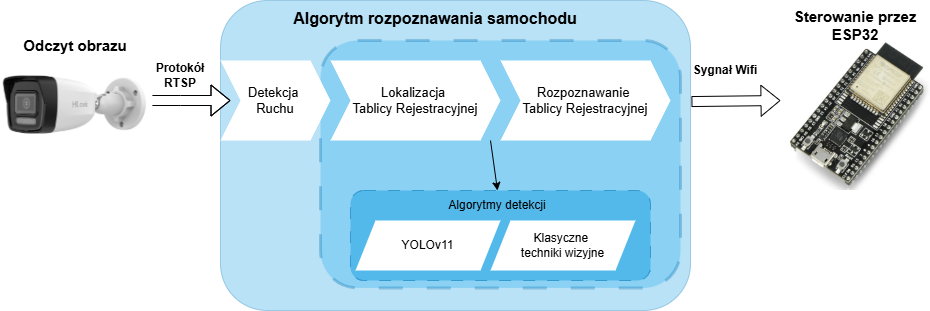 Algorytm rozpoznawania samochodu
Odczyt obrazu
HiLook
Protokół
RTSP
Detekcja
Ruchu
Lokalizacja
Tablicy Rejestracyjnej
Rozpoznawanie
Tablicy Rejestracyjnej
Sygnał Wifi
Sterowanie przez
ESP32
Algorytmy detekcji
YOLOv11
Klasyczne
techniki wizyjne